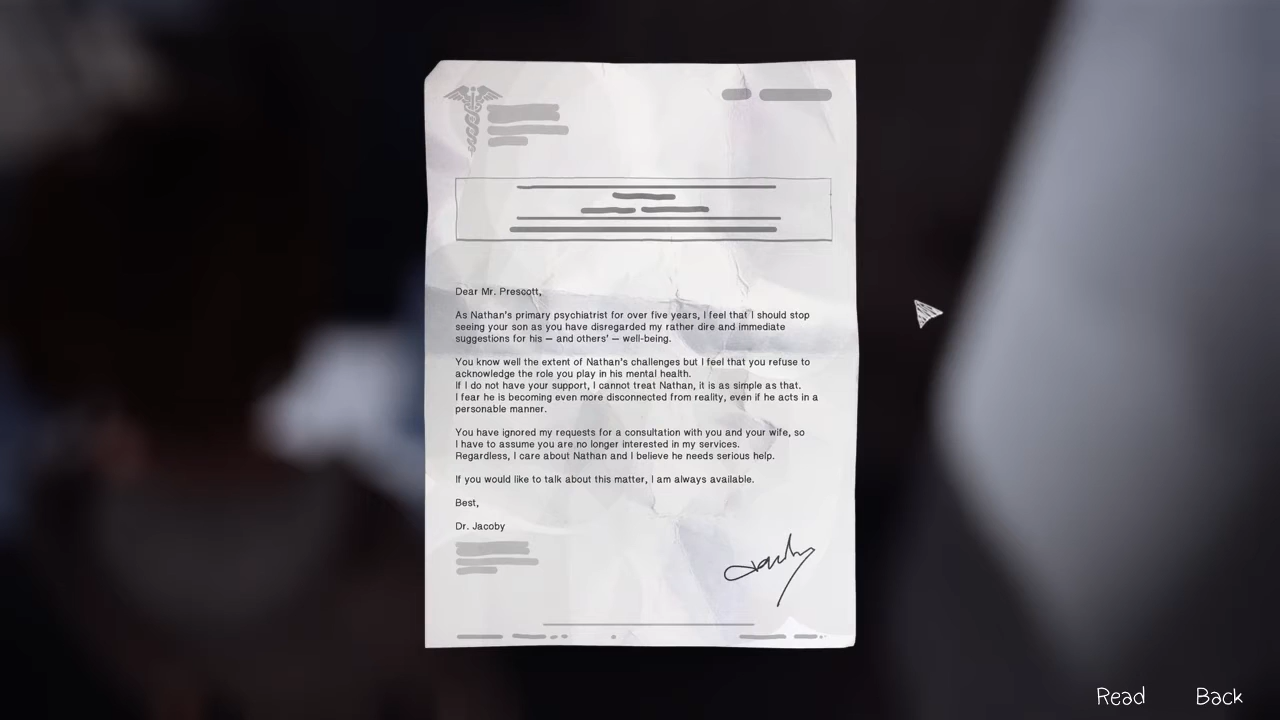 Dear Mr. Prescott,
As Nathan's primary psychiatrist for over five years, I feel that I should stop
seeing your son as you have disregarded my rather dire and immediate
suggestions for his — and others' — well-being.
You know well the extent of Nathan's challenges but I feel that you refuse to
acknowledge the role you play in his mental health.
If I do not have your support, I cannot treat Nathan, it is as simple as that.
I fear he is becoming even more disconnected from reality, even if he acts in a
personable manner.
You have ignored my requests for a consultation with you and your wife, so
I have to assume you are no longer interested in my services.
Regardless, I care about Nathan and I believe he needs serious help.
If you would like to talk about this matter, I am always available.
Best,
Dr. Jacoby
Read Back